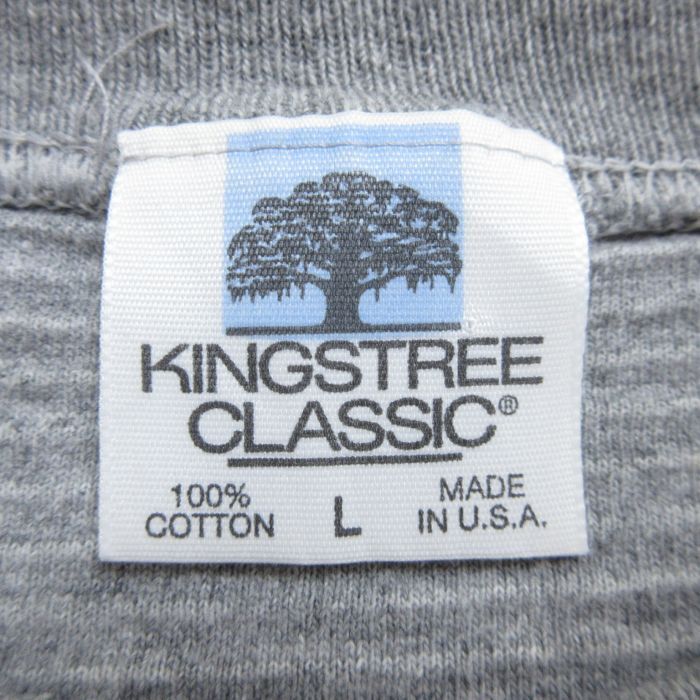 KINGSTREE
CLASSIC®
100%
COTTON
L
MADE
IN U.S.A.